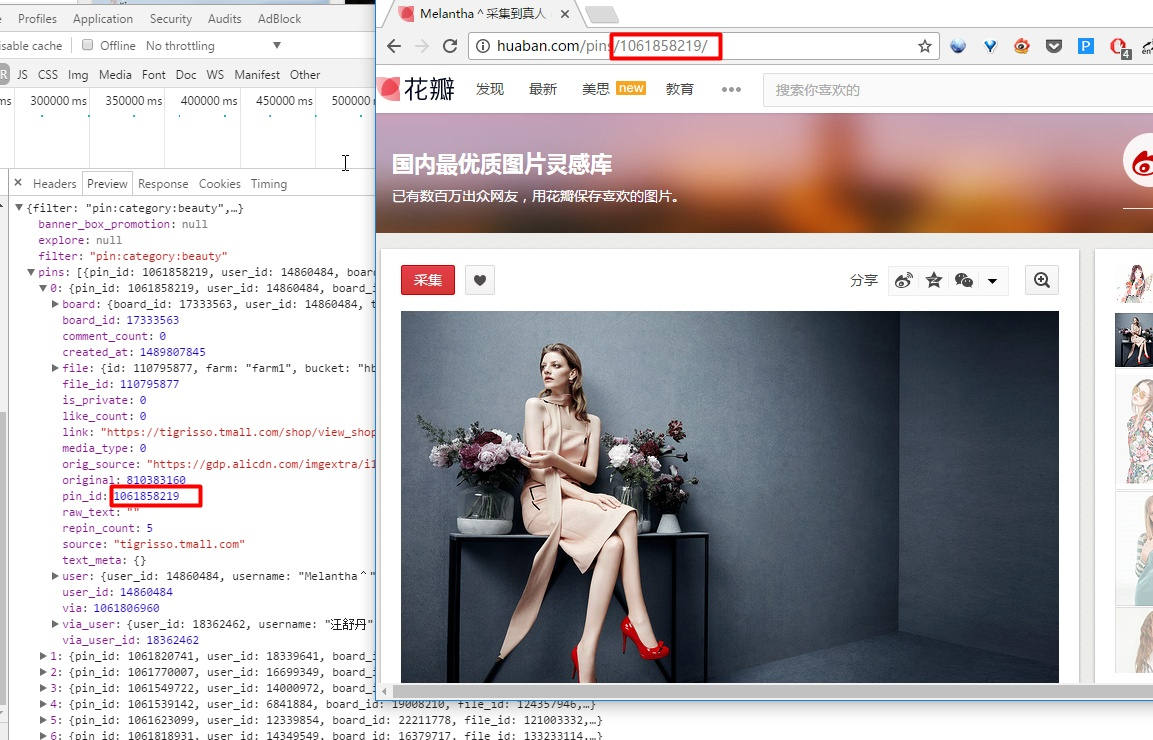 Profiles Application Security Audits AdBlock
isable cache Offline No throttling
R JS CSS Img Media Font Doc WS Manifest Other
ms 300000 ms 350000 ms 400000 ms 450000 ms 500000
× Headers Preview Response Cookies Timing
{filter: "pin:category:beauty",…}
banner_box_promotion: null
explore: null
filter: "pin:category:beauty"
pins: [{pin_id: 1061858219, user_id: 14860484, board
0: {pin_id: 1061858219, user_id: 14860484, board_i
board: {board_id: 17333563, user_id: 14860484, t
board_id: 17333563
comment_count: 0
created_at: 1489807845
file: {id: 110795877, farm: "farm1", bucket: "hb
file_id: 110795877
is_private: 0
like_count: 0
link: "https://tigrisso.tmall.com/shop/view_shop
media_type: 0
orig_source: "https://gdp.alicdn.com/imgextra/i1
original: 810383160
pin_id: 1061858219
raw_text: ""
repin_count: 5
source: "tigrisso.tmall.com"
text_meta: {}
user: {user_id: 14860484, username: "Melantha＾"
user_id: 14860484
via: 1061806960
via_user: {user_id: 18362462, username: "汪舒丹"
via_user_id: 18362462
1: {pin_id: 1061820741, user_id: 18339641, board_i
2: {pin_id: 1061770007, user_id: 16699349, board_i
3: {pin_id: 1061549722, user_id: 14000972, board_i
4: {pin_id: 1061539142, user_id: 6841884, board_id: 19008210, file_id: 124357946,…}
5: {pin_id: 1061623099, user_id: 12339854, board_id: 22211778, file_id: 121003332,…}
6: {pin_id: 1061818931, user_id: 14349549, board_id: 16379717, file_id: 133233114,…}
Melantha＾采集到真人
huaban.com/pins/1061858219/
P
4
en
花瓣 发现 最新 美思 new 教育 ••• 搜索你喜欢的
国内最优质图片灵感库
已有数百万出众网友，用花瓣保存喜欢的图片。
采集 分享